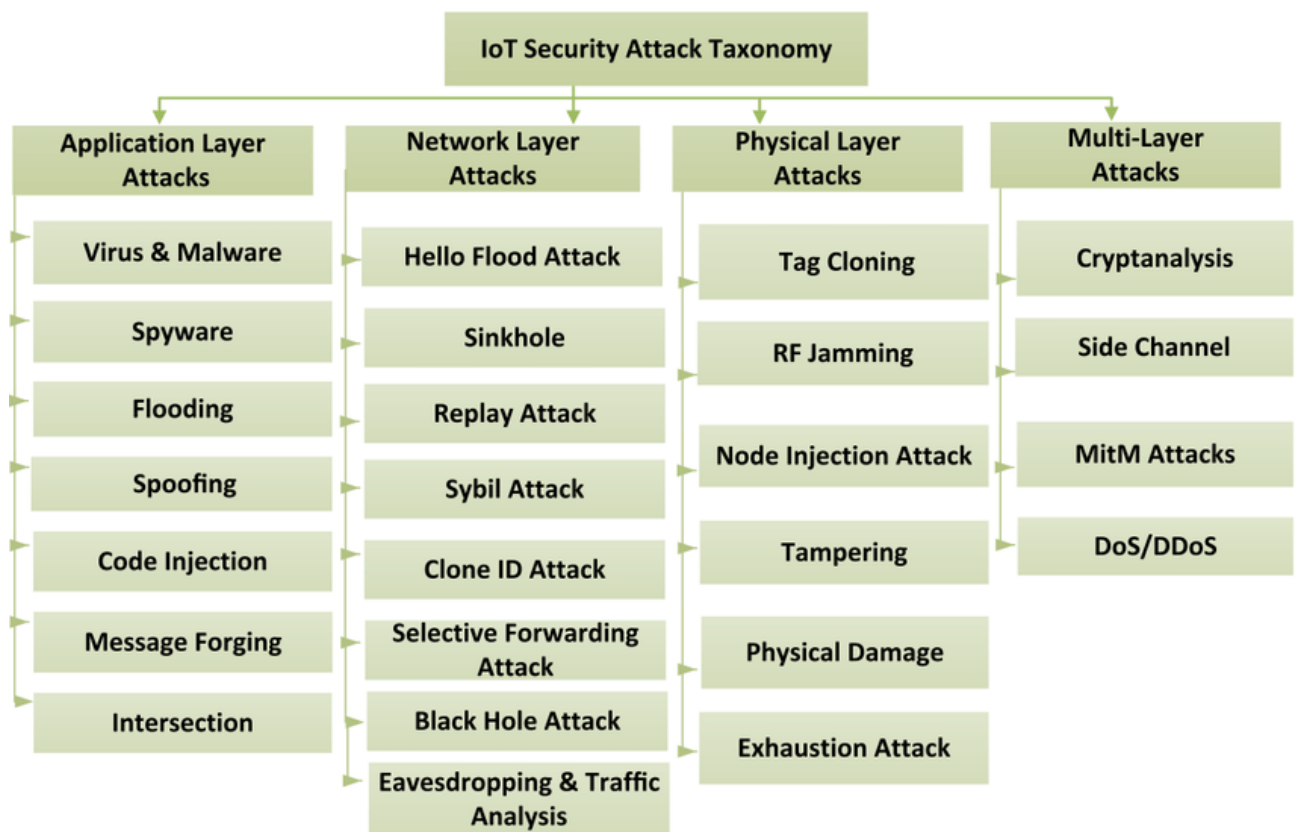 IoT Security Attack Taxonomy
Application Layer
Attacks
Virus & Malware
Spyware
Flooding
Spoofing
Code Injection
Message Forging
Intersection
Network Layer
Attacks
Hello Flood Attack
Sinkhole
Replay Attack
Sybil Attack
Clone ID Attack
Selective Forwarding
Attack
Black Hole Attack
Eavesdropping & Traffic
Analysis
Physical Layer
Attacks
Tag Cloning
RF Jamming
Node Injection Attack
Tampering
Physical Damage
Exhaustion Attack
Multi-Layer
Attacks
Cryptanalysis
Side Channel
MitM Attacks
DoS/DDoS